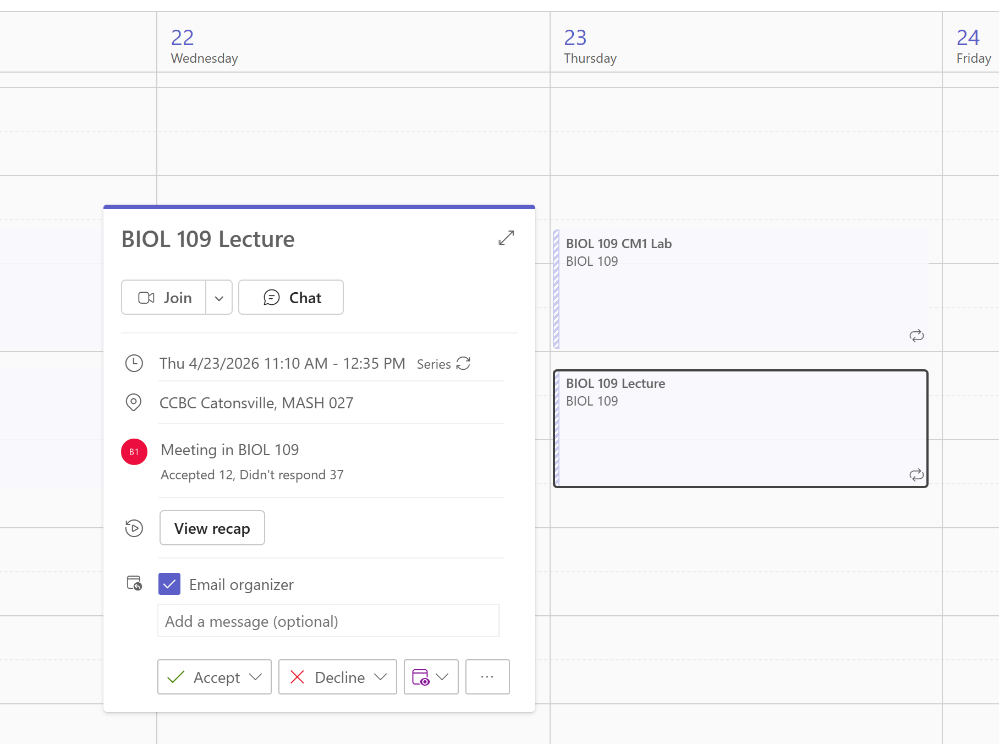 22
Wednesday
23
Thursday
24
Friday
BIOL 109 Lecture
Join
Chat
Thu 4/23/2026 11:10 AM - 12:35 PM Series
CCBC Catonsville, MASH 027
B1
Meeting in BIOL 109
Accepted 12, Didn't respond 37
View recap
Email organizer
Add a message (optional)
Accept
Decline
...
BIOL 109 CM1 Lab
BIOL 109
BIOL 109 Lecture
BIOL 109